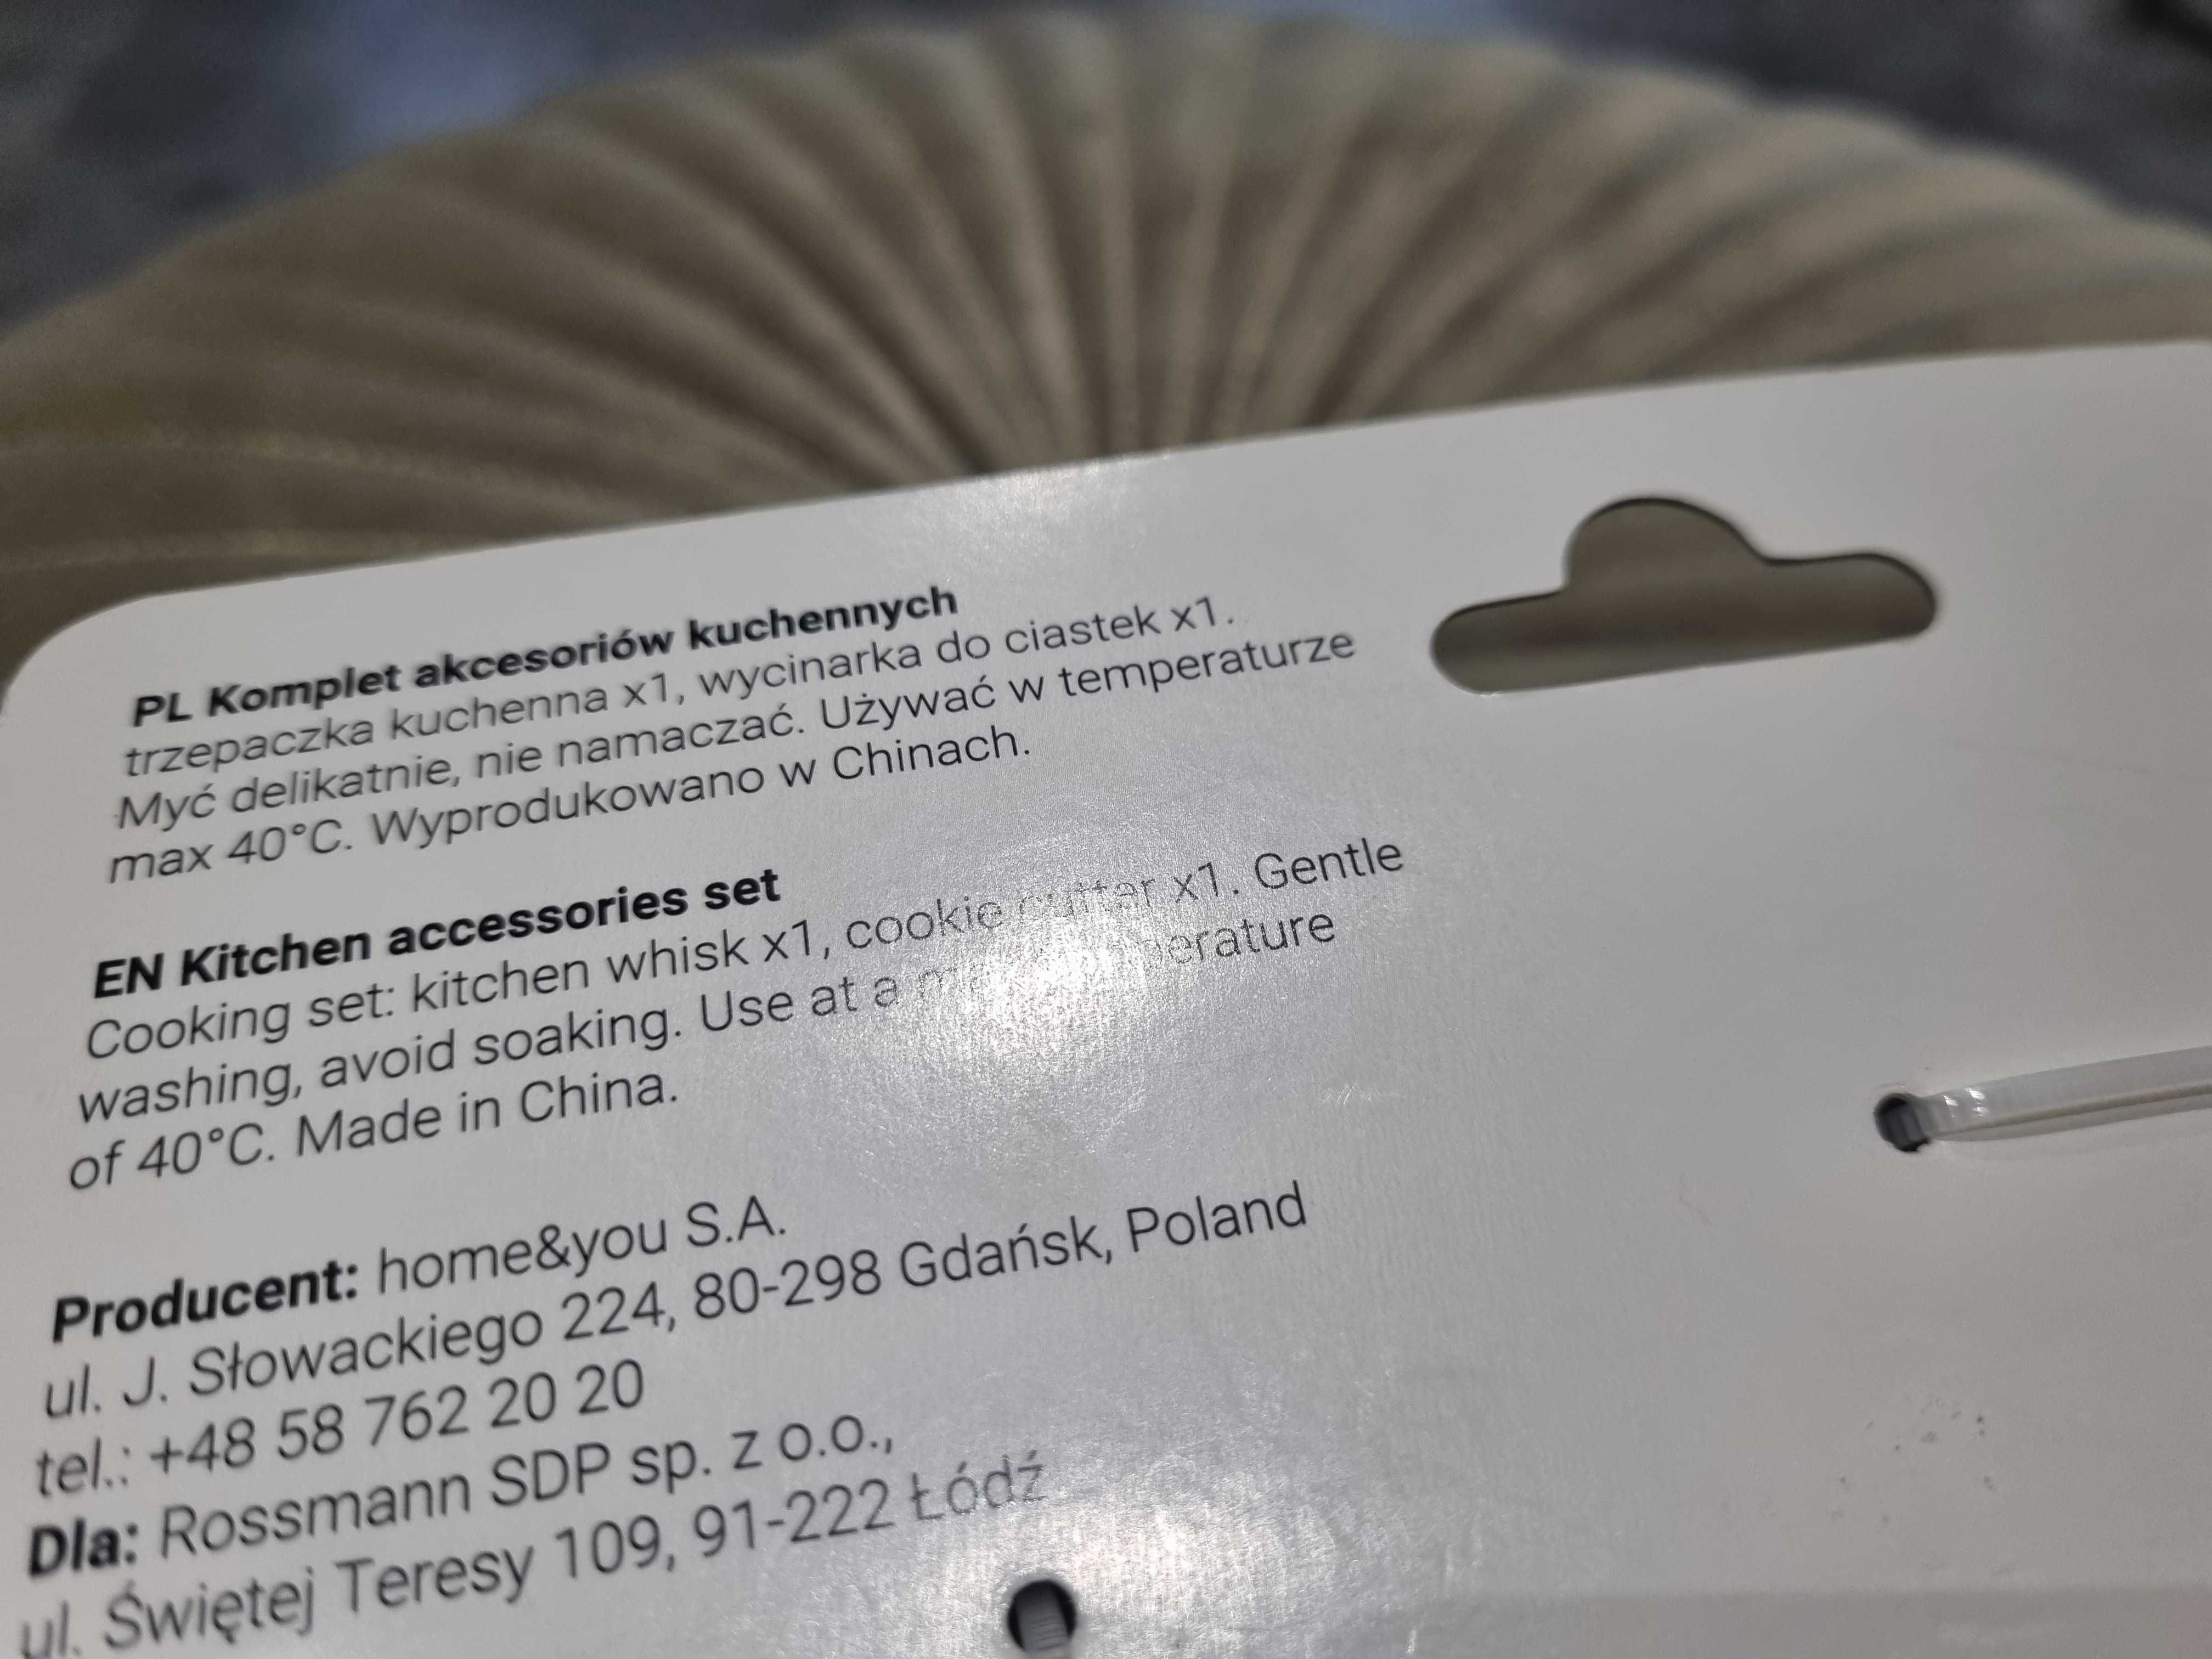 PL Komplet akcesoriów kuchennych
trzepaczka kuchenna x1, wycinarka do ciastek x1.
Myć delikatnie, nie namaczać. Używać w temperaturze
max 40°C. Wyprodukowano w Chinach.
EN Kitchen accessories set
Cooking set: kitchen whisk x1, cookie cutter x1. Gentle
washing, avoid soaking. Use at a temperature
of 40°C. Made in China.
Producent: home&you S.A.
ul. J. Słowackiego 224, 80-298 Gdańsk, Poland
tel.: +48 58 762 20 20
Dla: Rossmann SDP sp. z o.o.,
ul. Świętej Teresy 109, 91-222 Łódź